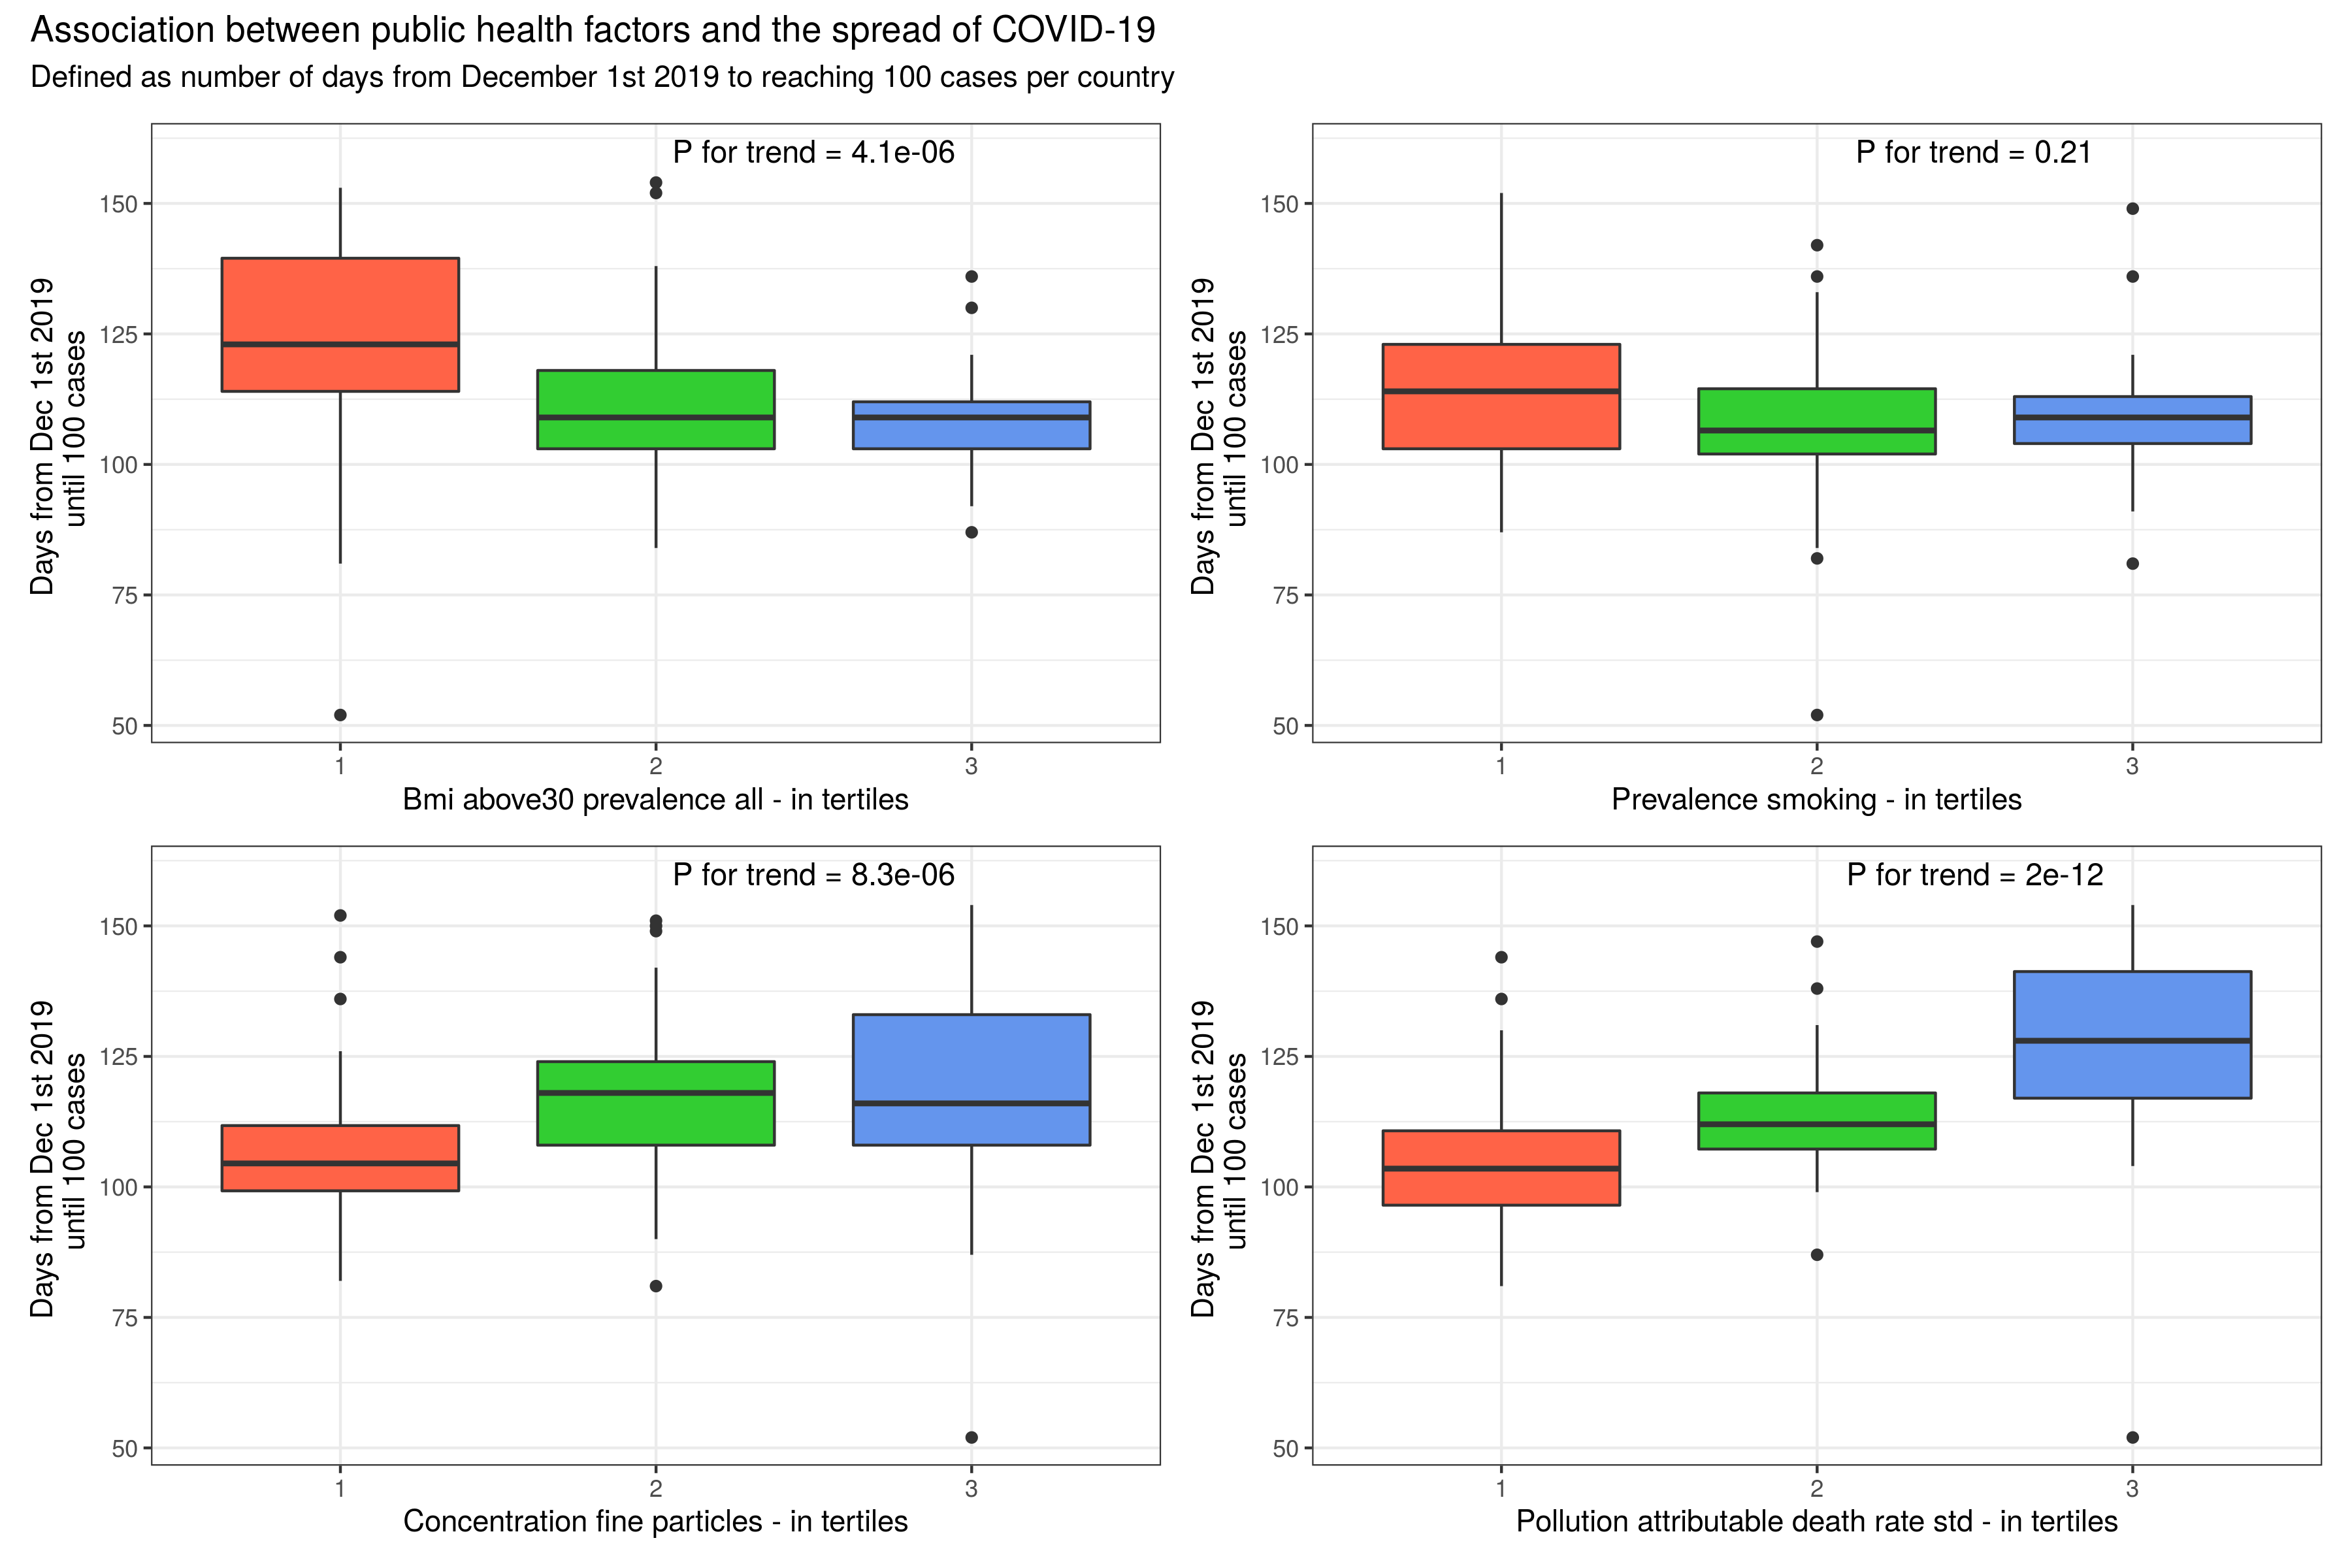 Association between public health factors and the spread of COVID-19
Defined as number of days from December 1st 2019 to reaching 100 cases per country
P for trend = 4.1e-06
Days from Dec 1st 2019
until 100 cases
150
125
100
75
50
1
2
3
Bmi above30 prevalence all - in tertiles
P for trend = 0.21
Days from Dec 1st 2019
until 100 cases
150
125
100
75
50
1
2
3
Prevalence smoking - in tertiles
P for trend = 8.3e-06
Days from Dec 1st 2019
until 100 cases
150
125
100
75
50
1
2
3
Concentration fine particles - in tertiles
P for trend = 2e-12
Days from Dec 1st 2019
until 100 cases
150
125
100
75
50
1
2
3
Pollution attributable death rate std - in tertiles